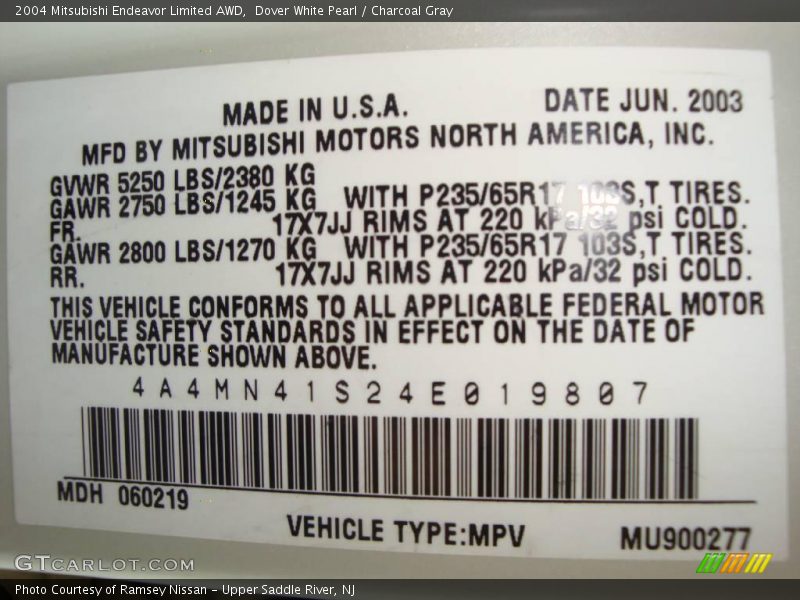 2004 Mitsubishi Endeavor Limited AWD, Dover White Pearl / Charcoal Gray
MADE IN U.S.A. DATE JUN. 2003
MFD BY MITSUBISHI MOTORS NORTH AMERICA, INC.
GVWR 5250 LBS/2380 KG
GAWR 2750 LBS/1245 KG WITH P235/65R17 103S,T TIRES.
FR. 17X7JJ RIMS AT 220 kPa/32 psi COLD.
GAWR 2800 LBS/1270 KG WITH P235/65R17 103S,T TIRES.
RR. 17X7JJ RIMS AT 220 kPa/32 psi COLD.
THIS VEHICLE CONFORMS TO ALL APPLICABLE FEDERAL MOTOR
VEHICLE SAFETY STANDARDS IN EFFECT ON THE DATE OF
MANUFACTURE SHOWN ABOVE.
4A4MN41S24E019807
MDH 060219
VEHICLE TYPE:MPV MU900277
GTCARLOT.COM
Photo Courtesy of Ramsey Nissan - Upper Saddle River, NJ